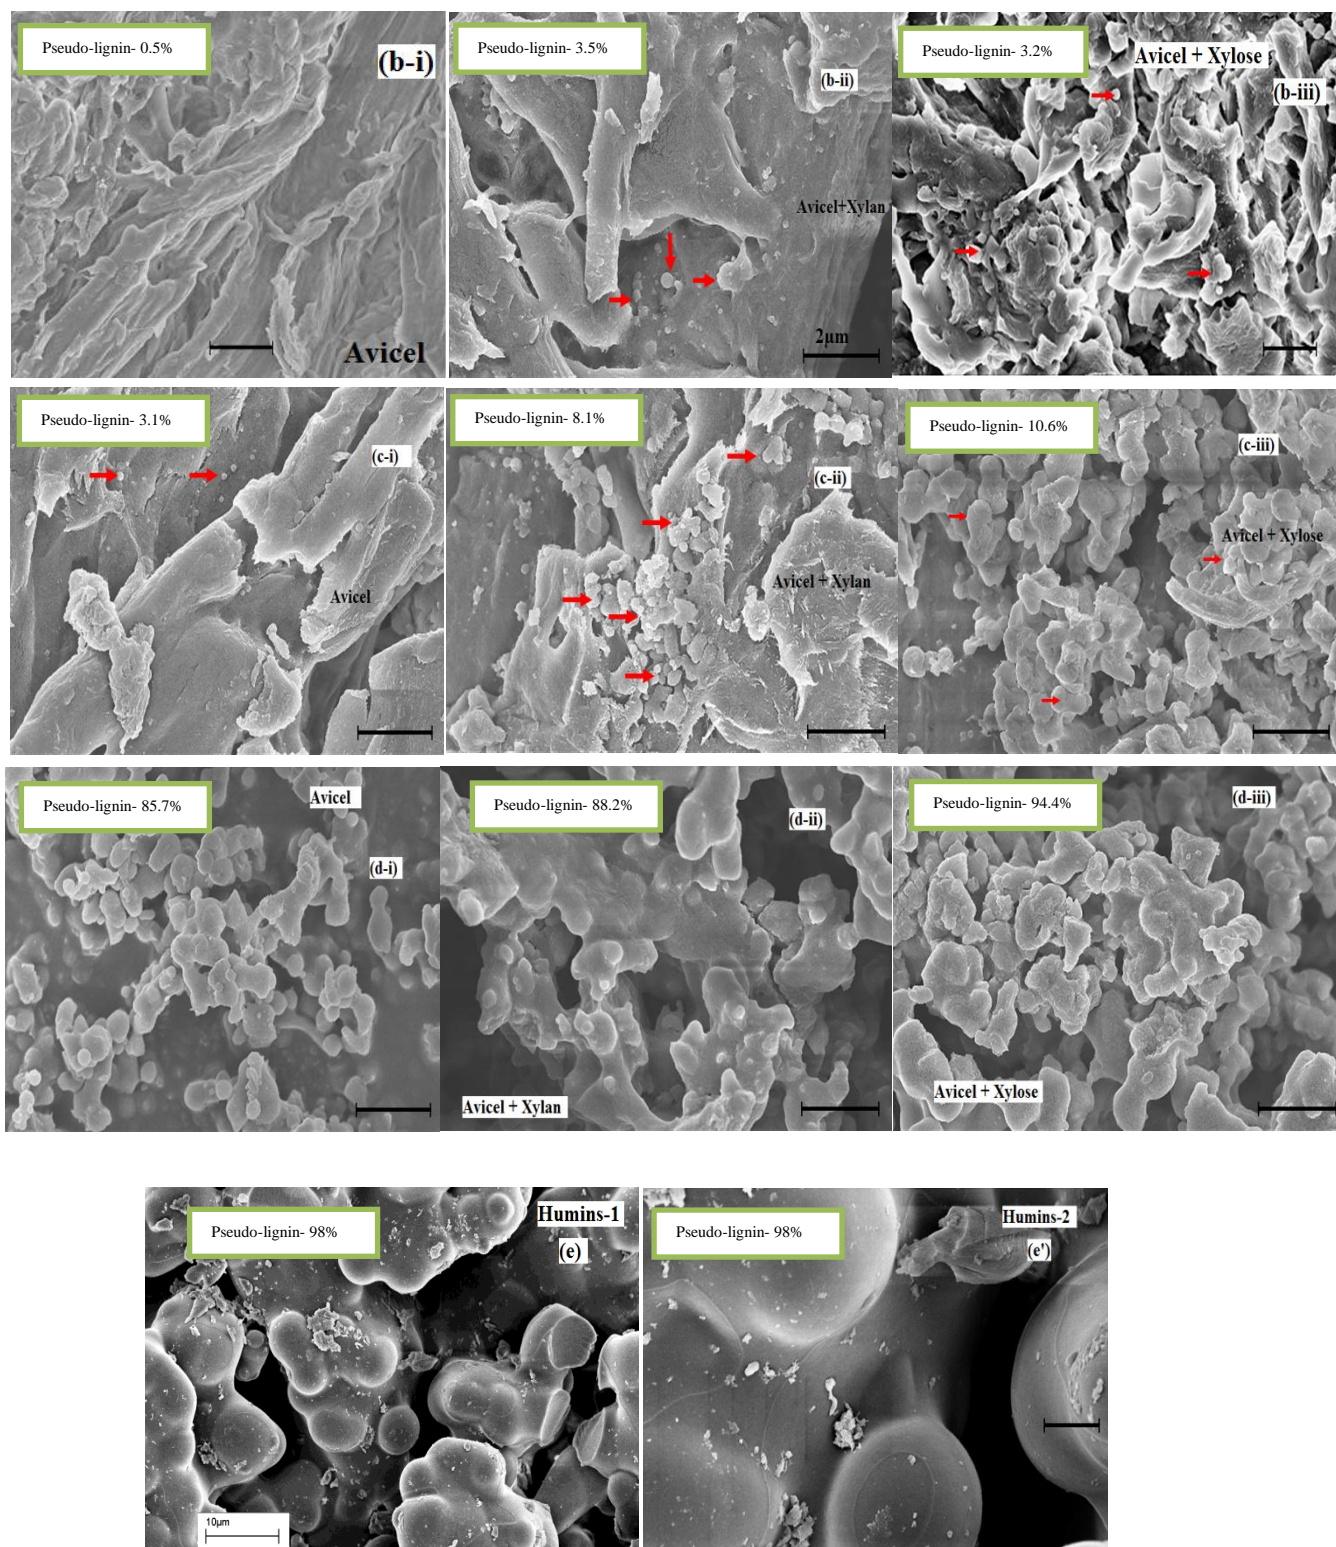 Pseudo-lignin- 0.5%
(b-i)
Avicel
Pseudo-lignin- 3.5%
(b-ii)
Avicel+Xylan
2µm
Pseudo-lignin- 3.2%
Avicel + Xylose
(b-iii)
Pseudo-lignin- 3.1%
(c-i)
Avicel
Pseudo-lignin- 8.1%
(c-ii)
Avicel + Xylan
Pseudo-lignin- 10.6%
(c-iii)
Avicel + Xylose
Pseudo-lignin- 85.7%
Avicel
(d-i)
Pseudo-lignin- 88.2%
(d-ii)
Avicel + Xylan
Pseudo-lignin- 94.4%
(d-iii)
Avicel + Xylose
Pseudo-lignin- 98%
Humins-1
(e)
10µm
Pseudo-lignin- 98%
Humins-2
(e')